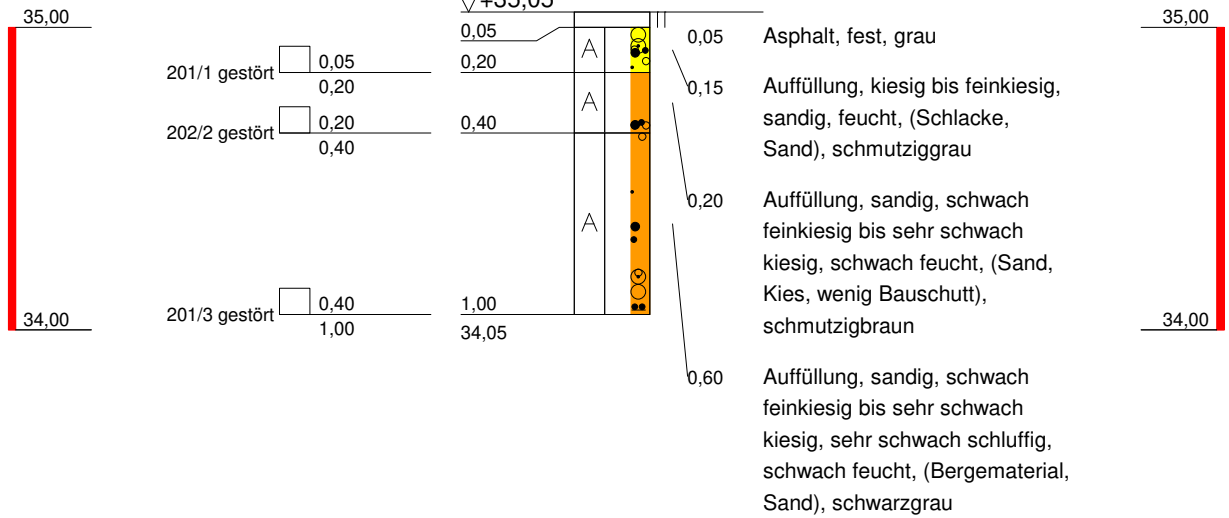 +35,05
35,00
35,00
0,05
0,05
Asphalt, fest, grau
A
201/1 gestört
0,05
0,20
0,20
0,15
Auffüllung, kiesig bis feinkiesig,
sandig, feucht, (Schlacke,
Sand), schmutziggrau
A
202/2 gestört
0,20
0,40
0,40
0,20
Auffüllung, sandig, schwach
feinkiesig bis sehr schwach
kiesig, schwach feucht, (Sand,
Kies, wenig Bauschutt),
schmutzigbraun
A
201/3 gestört
0,40
1,00
1,00
34,05
34,00
34,00
0,60
Auffüllung, sandig, schwach
feinkiesig bis sehr schwach
kiesig, sehr schwach schluffig,
schwach feucht, (Bergematerial,
Sand), schwarzgrau